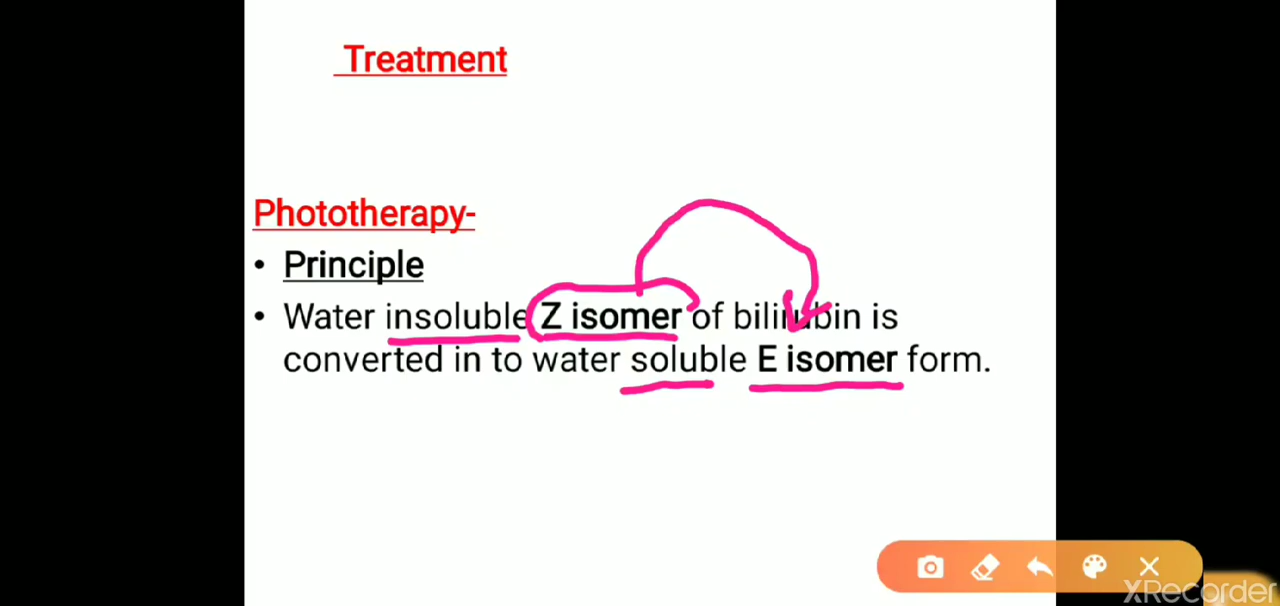 Treatment
Phototherapy-
• Principle
• Water insoluble Z isomer of bilirubin is
converted in to water soluble E isomer form.
XRecorder